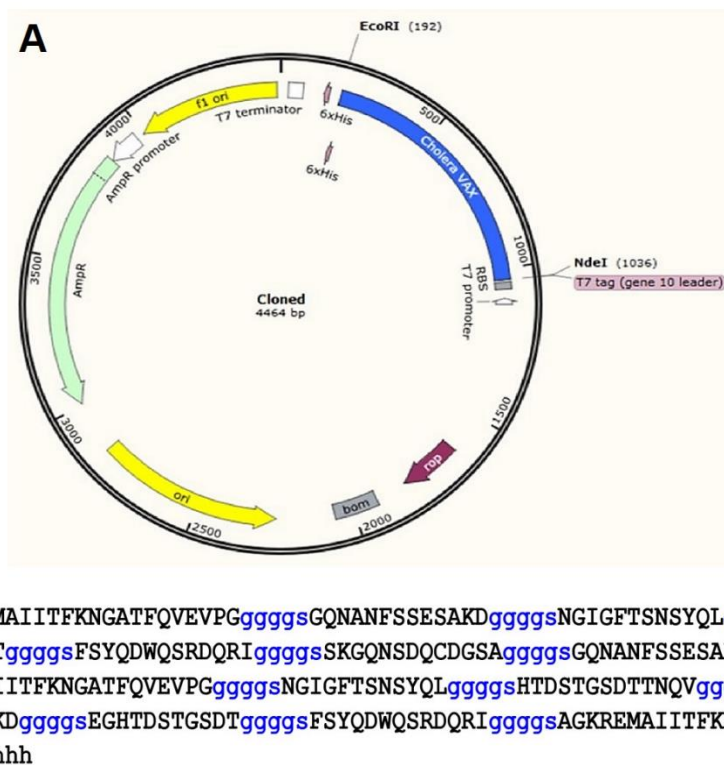 A
EcoRI (192)
f1 ori
T7 terminator
6xHis
6xHis
4000
AmpR promoter
500
Cholera VAX
1000
NdeI (1036)
T7 tag (gene 10 leader)
RBS
T7 promoter
3500
AmpR
Cloned
4464 bp
3000
1500
rop
ori
bom
2500
2000
MAIITFKNGATFQVEVPGggggsGQNANFSSESAKDggggsNGIGFTSNSYQL
TggggsFSYQDWQSRDQRIggggsSKGQNSDQCDGSAggggsGQNANFSSESA
IITFKNGATFQVEVPGggggsNGIGFTSNSYQLggggsHTDSTGSDTTNQVgg
KDggggsEGHTDSTGSDTggggsFSYQDWQSRDQRIggggsAGKREMAIITFK
hhh